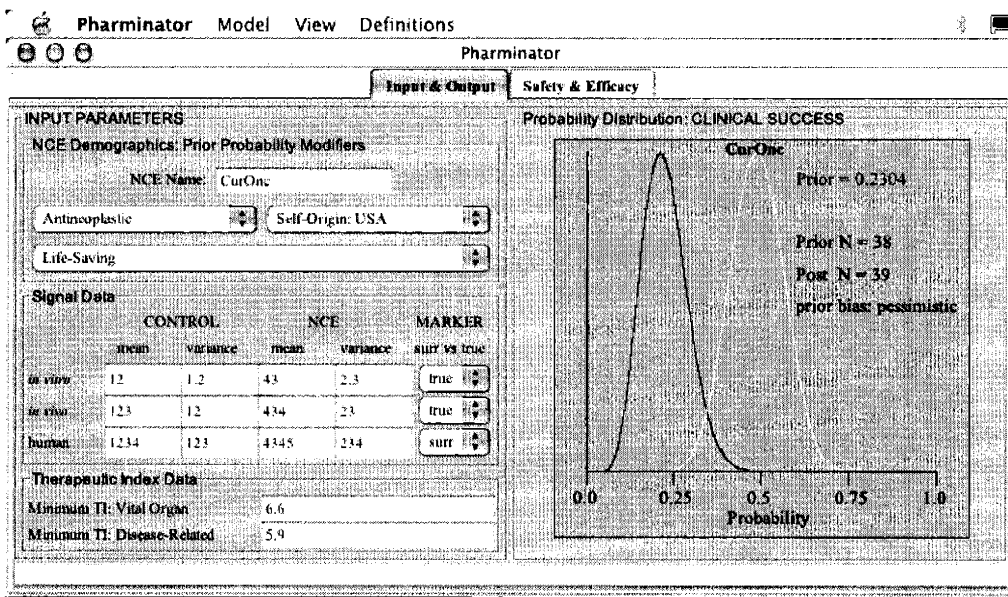 Pharminator Model View Definitions
Pharminator
Input & Output Safety & Efficacy
INPUT PARAMETERS
NCE Demographics: Prior Probability Modifiers
NCE Name: CurOnc
Antineoplastic Self-Origin: USA
Life-Saving
Signal Data
CONTROL NCE MARKER
mean variance mean variance surr vs true
in vitro 12 1.2 43 2.3 true
in vivo 123 12 434 23 true
human 1234 123 4345 234 surr
Therapeutic Index Data
Minimum TI: Vital Organ 6.6
Minimum TI: Disease-Related 5.9
Probability Distribution: CLINICAL SUCCESS
CurOnc
Prior = 0.2304
Prior N = 38
Post N = 39
prior bias: pessimistic
0.0 0.25 0.5 0.75 1.0
Probability